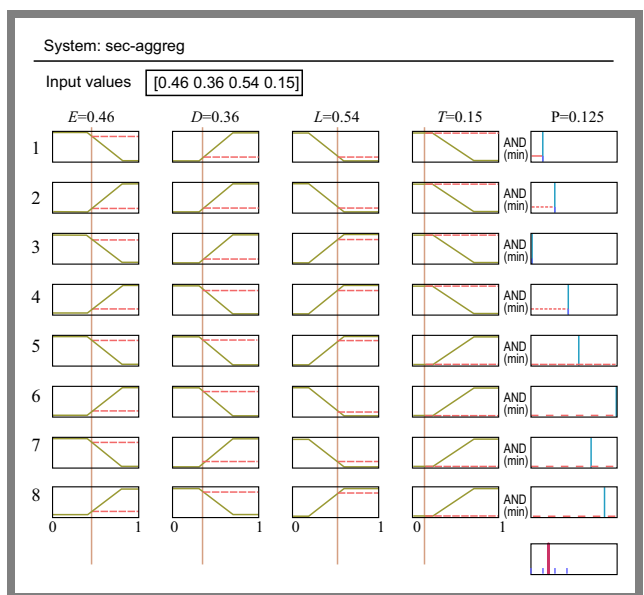 System: sec-aggreg
Input values [0.46 0.36 0.54 0.15]
E=0.46 D=0.36 L=0.54 T=0.15 P=0.125
1 AND
(min)
2 AND
(min)
3 AND
(min)
4 AND
(min)
5 AND
(min)
6 AND
(min)
7 AND
(min)
8 AND
(min)
0 1 0 1 0 1 0 1